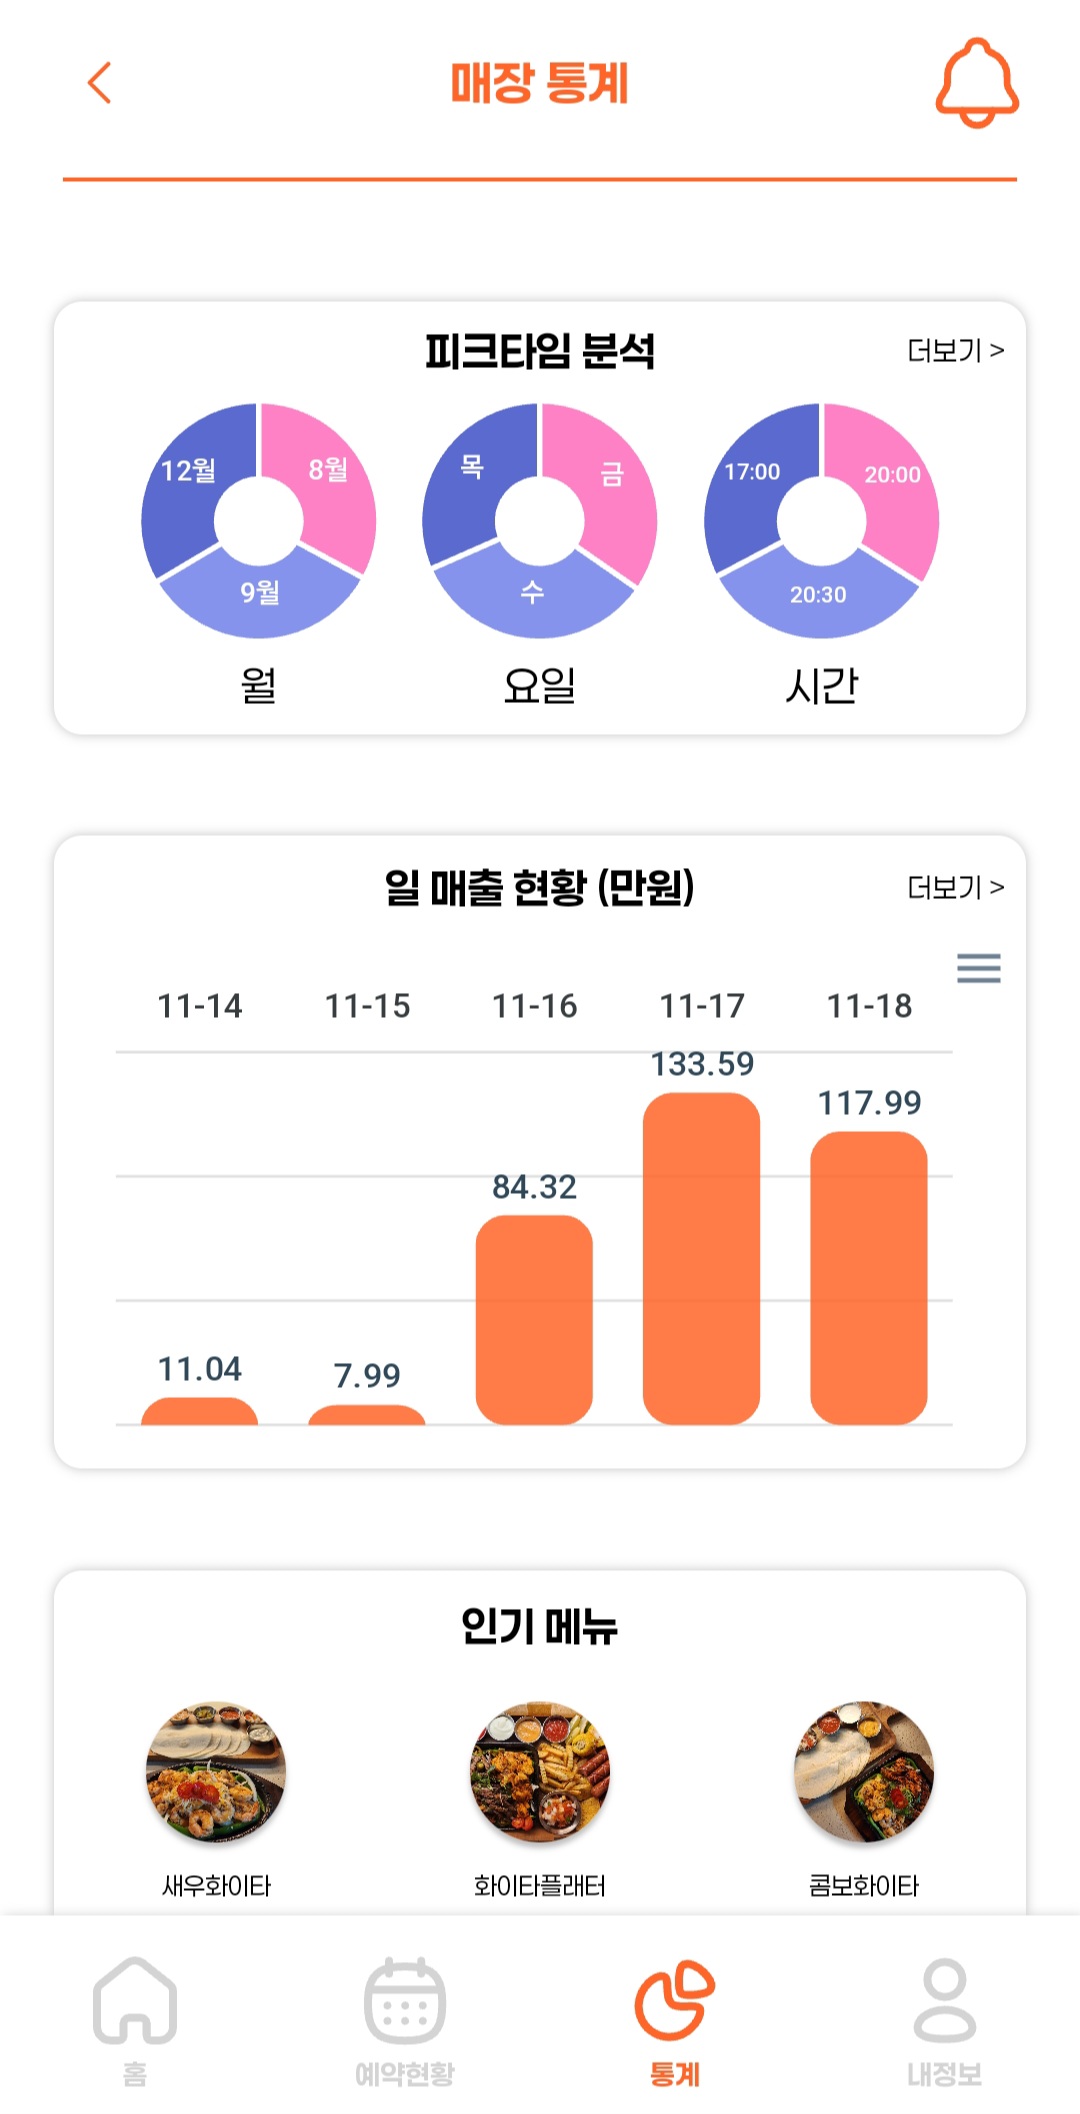 매장 통계
피크타임 분석
더보기 >
12월
8월
9월
월
목
금
수
요일
17:00
20:00
20:30
시간
일 매출 현황 (만원)
더보기 >
11-14 11-15 11-16 11-17 11-18
11.04 7.99 84.32 133.59 117.99
인기 메뉴
새우화이타 화이타플래터 콤보화이타
홈 예약현황 통계 내정보